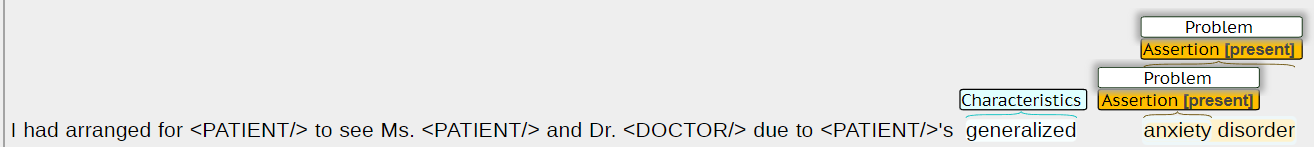 Problem
Assertion [present]
Problem
Characteristics Assertion [present]
I had arranged for <PATIENT/> to see Ms. <PATIENT/> and Dr. <DOCTOR/> due to <PATIENT/>'s generalized anxiety disorder